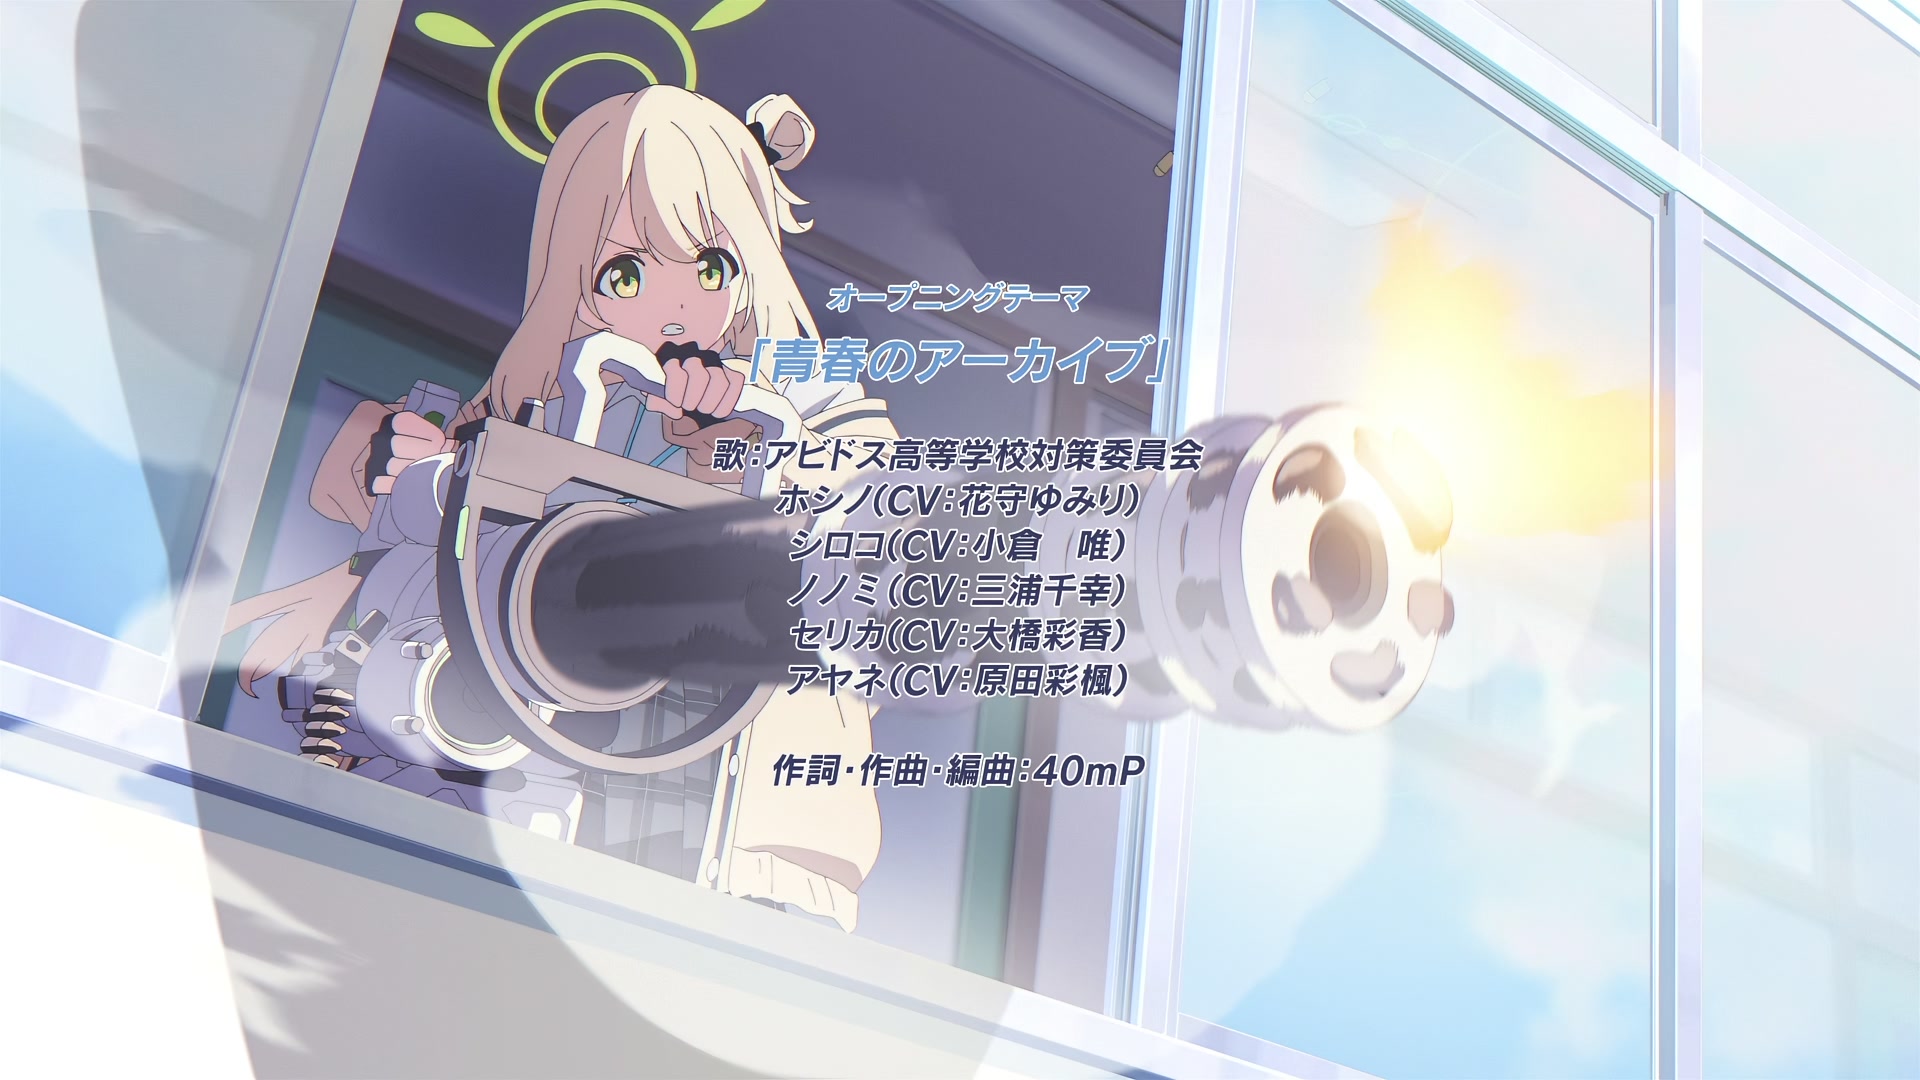 オープニングテーマ
「青春のアーカイブ」
歌:アビドス高等学校対策委員会
ホシノ(CV:花守ゆみり)
シロコ(CV:小倉　唯)
ノノミ(CV:三浦千幸)
セリカ(CV:大橋彩香)
アヤネ(CV:原田彩楓)
作詞・作曲・編曲:40mP